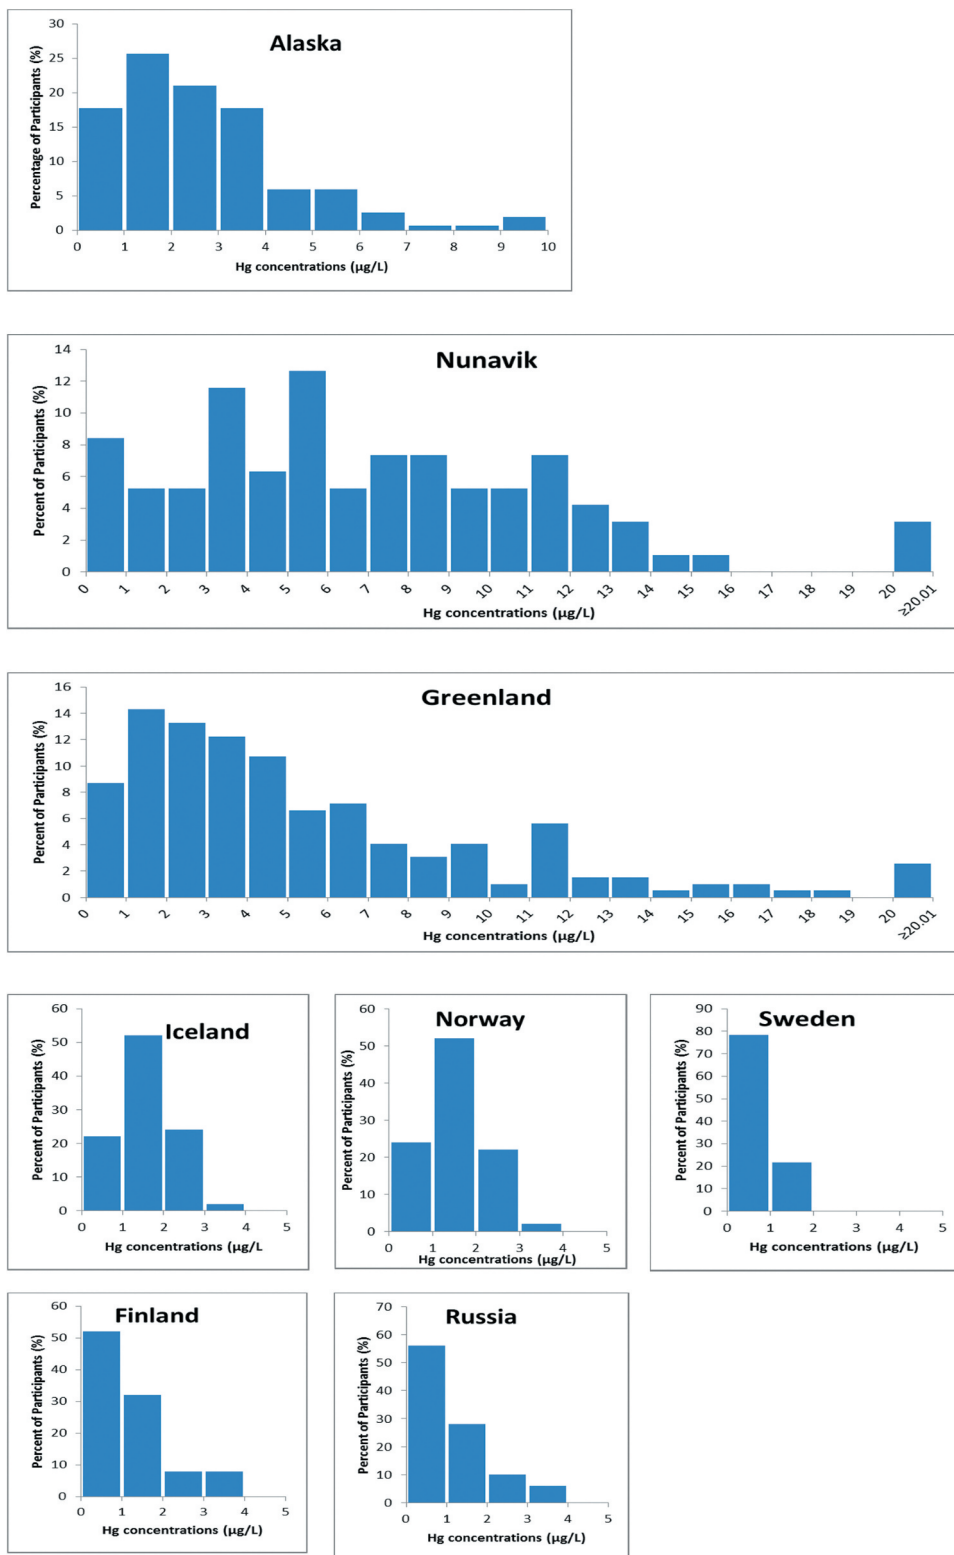 Alaska
Percentage of Participants (%)
30
25
20
15
10
5
0
0 1 2 3 4 5 6 7 8 9 10
Hg concentrations (µg/L)
Nunavik
Percent of Participants (%)
14
12
10
8
6
4
2
0
0 1 2 3 4 5 6 7 8 9 10 11 12 13 14 15 16 17 18 19 20 ≥20.01
Hg concentrations (µg/L)
Greenland
Percent of Participants (%)
16
14
12
10
8
6
4
2
0
0 1 2 3 4 5 6 7 8 9 10 11 12 13 14 15 16 17 18 19 20 ≥20.01
Hg concentrations (µg/L)
Iceland
Percent of Participants (%)
60
50
40
30
20
10
0
0 1 2 3 4 5
Hg concentrations (µg/L
Norway
Percent of Participants (%)
60
50
40
30
20
10
0
0 1 2 3 4 5
Hg concentrations (µg/L)
Sweden
Percent of Participants (%)
90
80
70
60
50
40
30
20
10
0
0 1 2 3 4 5
Hg concentrations (µg/L)
Finland
Percent of Participants (%)
60
50
40
30
20
10
0
0 1 2 3 4 5
Hg concentrations (µg/L)
Russia
Percent of Participants (%)
70
60
50
40
30
20
10
0
0 1 2 3 4 5
Hg concentrations (µg/L)